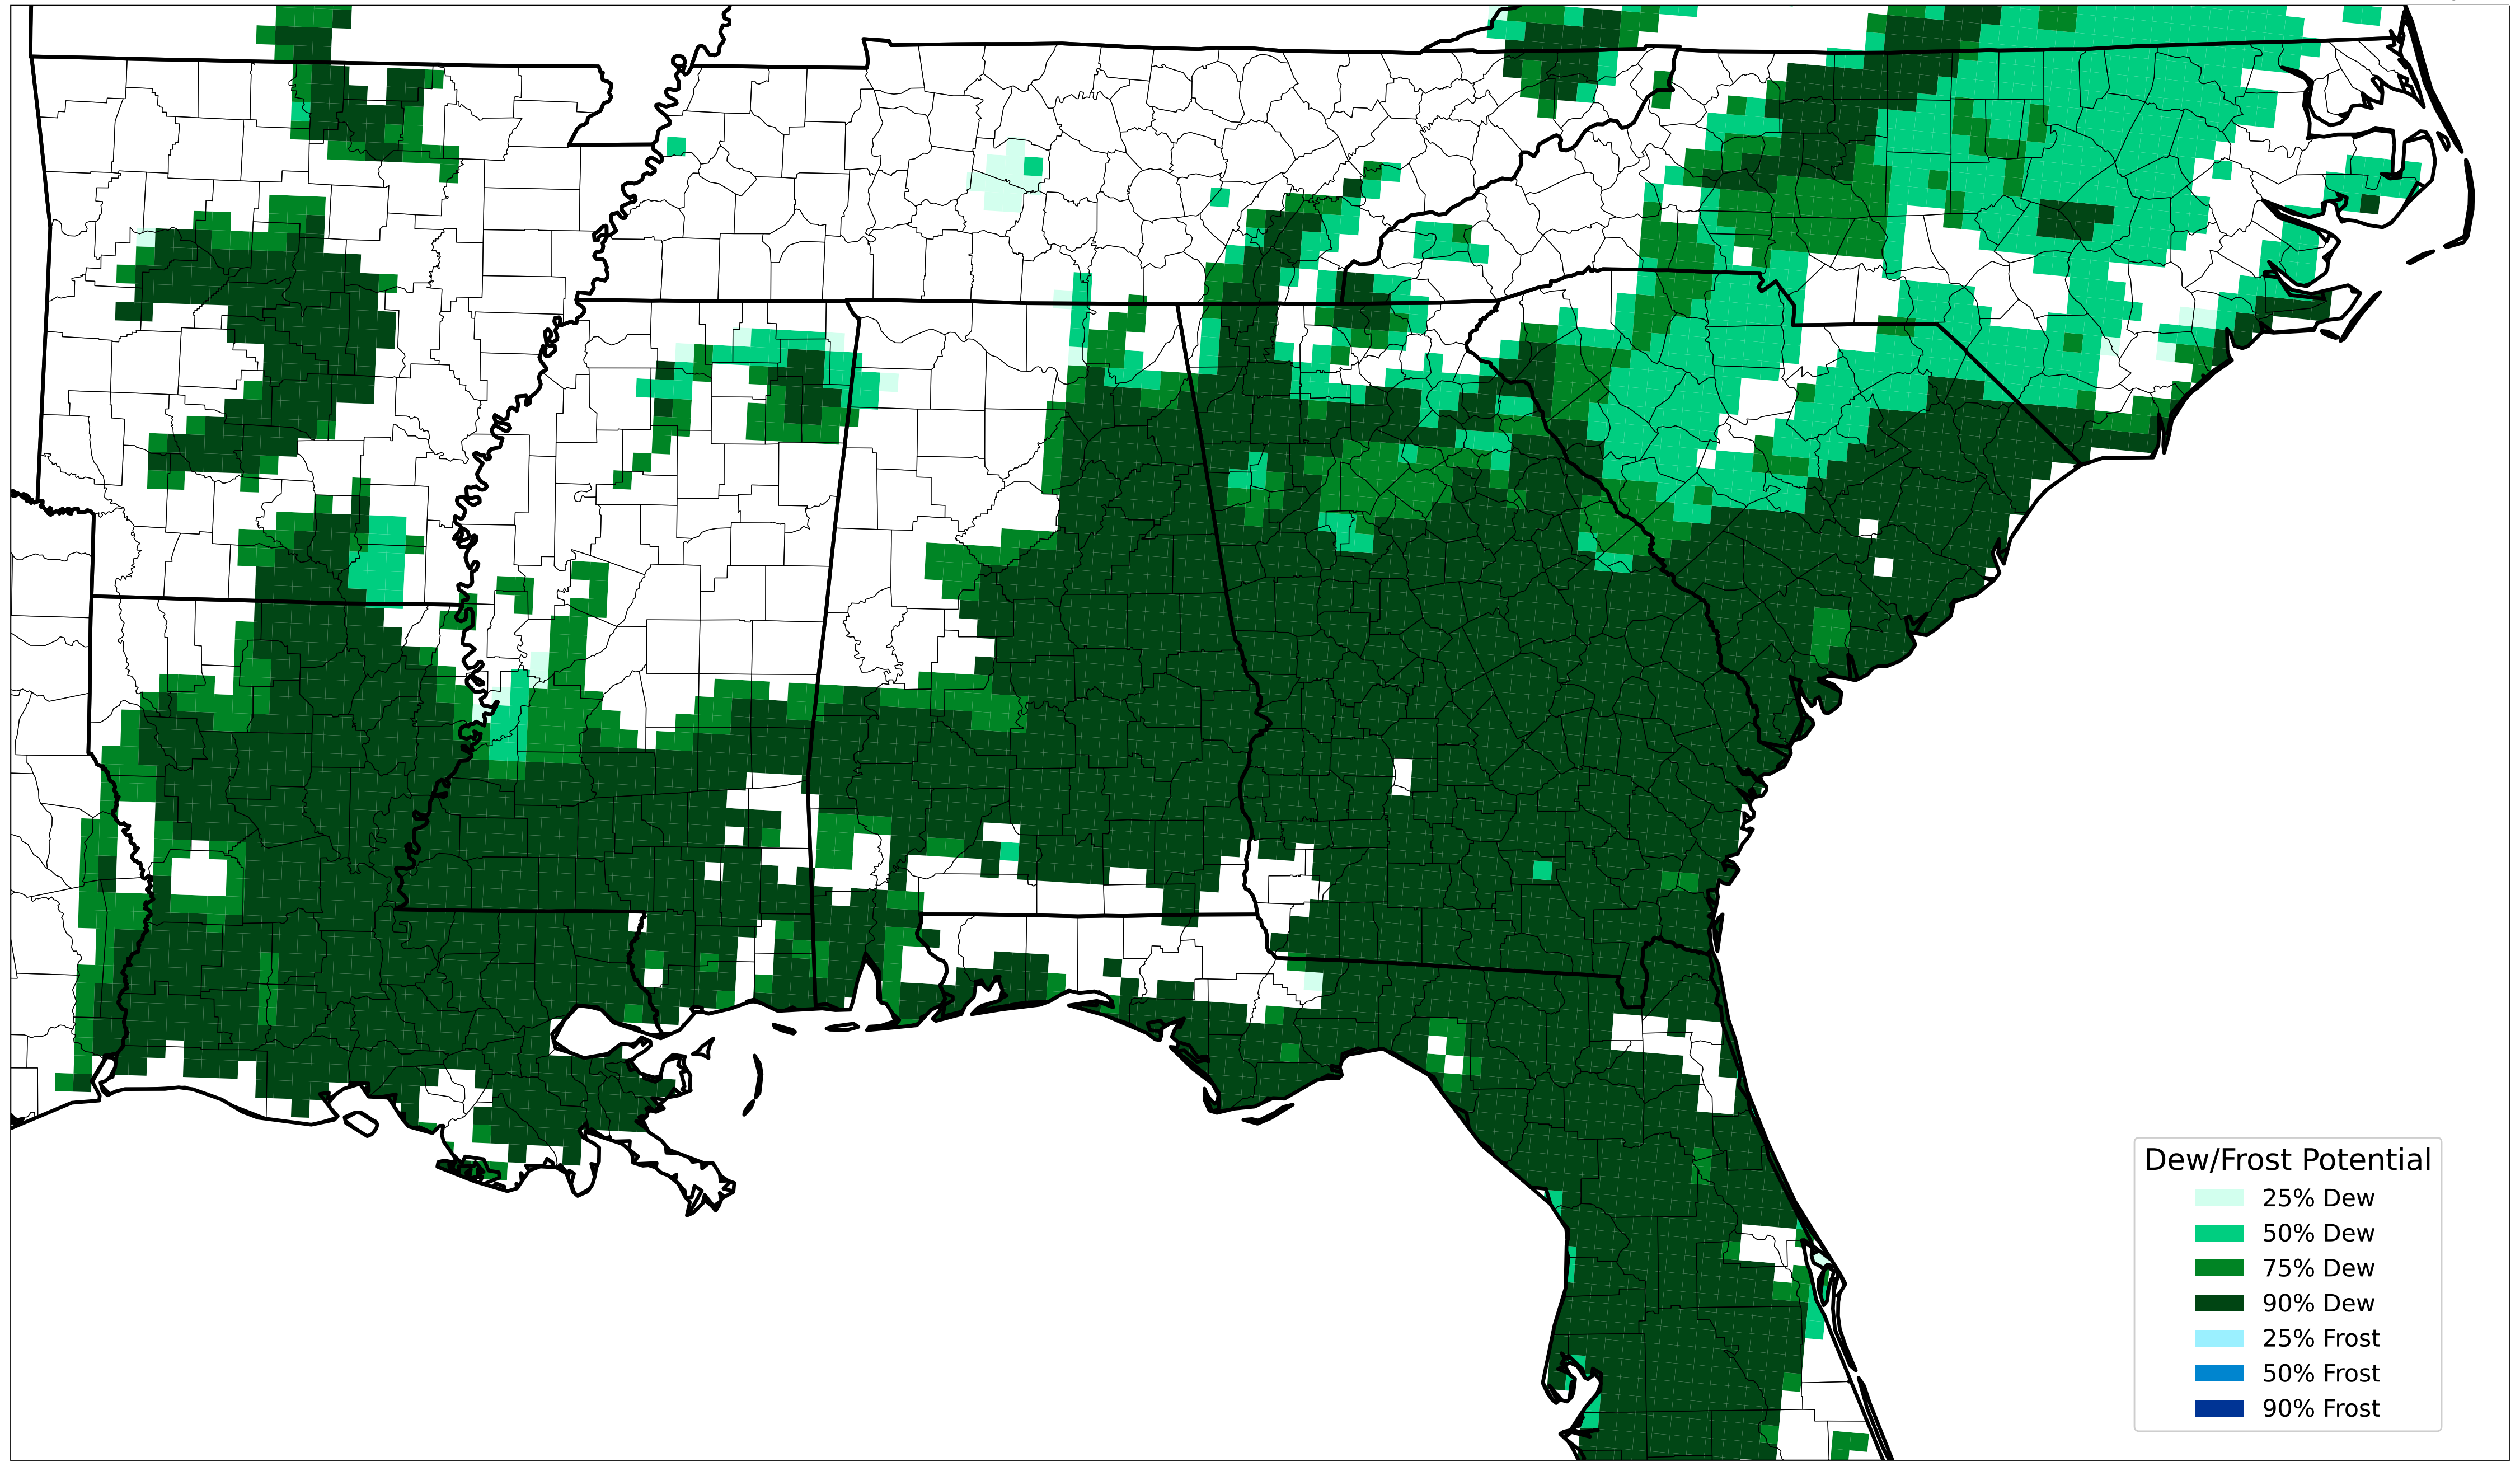 Dew/Frost Potential
25% Dew
50% Dew
75% Dew
90% Dew
25% Frost
50% Frost
90% Frost